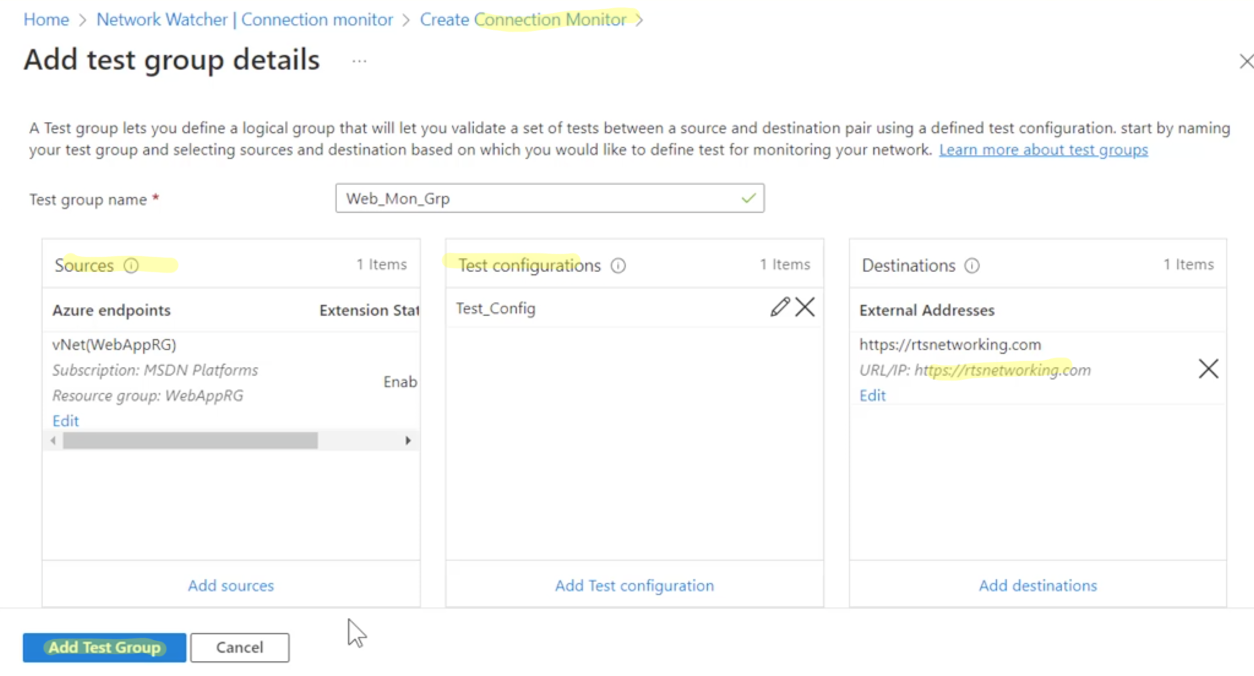 Home > Network Watcher | Connection monitor > Create Connection Monitor >
Add test group details ...
A Test group lets you define a logical group that will let you validate a set of tests between a source and destination pair using a defined test configuration. start by naming
your test group and selecting sources and destination based on which you would like to define test for monitoring your network. Learn more about test groups
Test group name *
Web_Mon_Grp
Sources
1 Items
Azure endpoints
Extension Stat
vNet(WebAppRG)
Subscription: MSDN Platforms
Resource group: WebAppRG
Enab
Edit
Add sources
Test configurations
1 Items
Test_Config
Add Test configuration
Destinations
1 Items
External Addresses
https://rtsnetworking.com
URL/IP: https://rtsnetworking.com
Edit
Add destinations
Add Test Group
Cancel